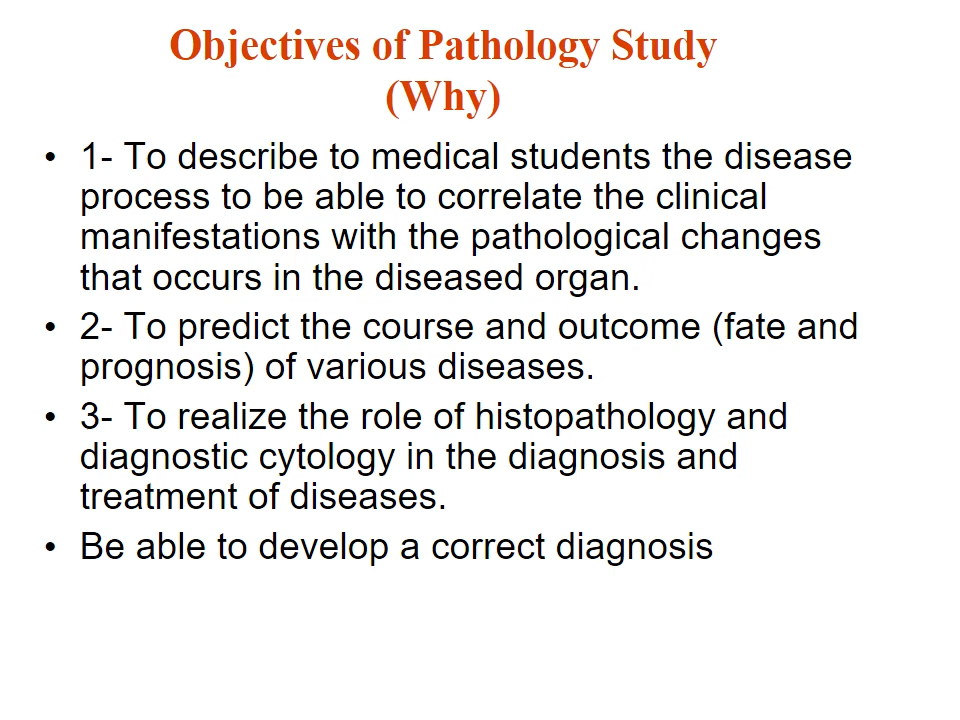 Objectives of Pathology Study
(Why)
• 1- To describe to medical students the disease
process to be able to correlate the clinical
manifestations with the pathological changes
that occurs in the diseased organ.
• 2- To predict the course and outcome (fate and
prognosis) of various diseases.
• 3- To realize the role of histopathology and
diagnostic cytology in the diagnosis and
treatment of diseases.
• Be able to develop a correct diagnosis